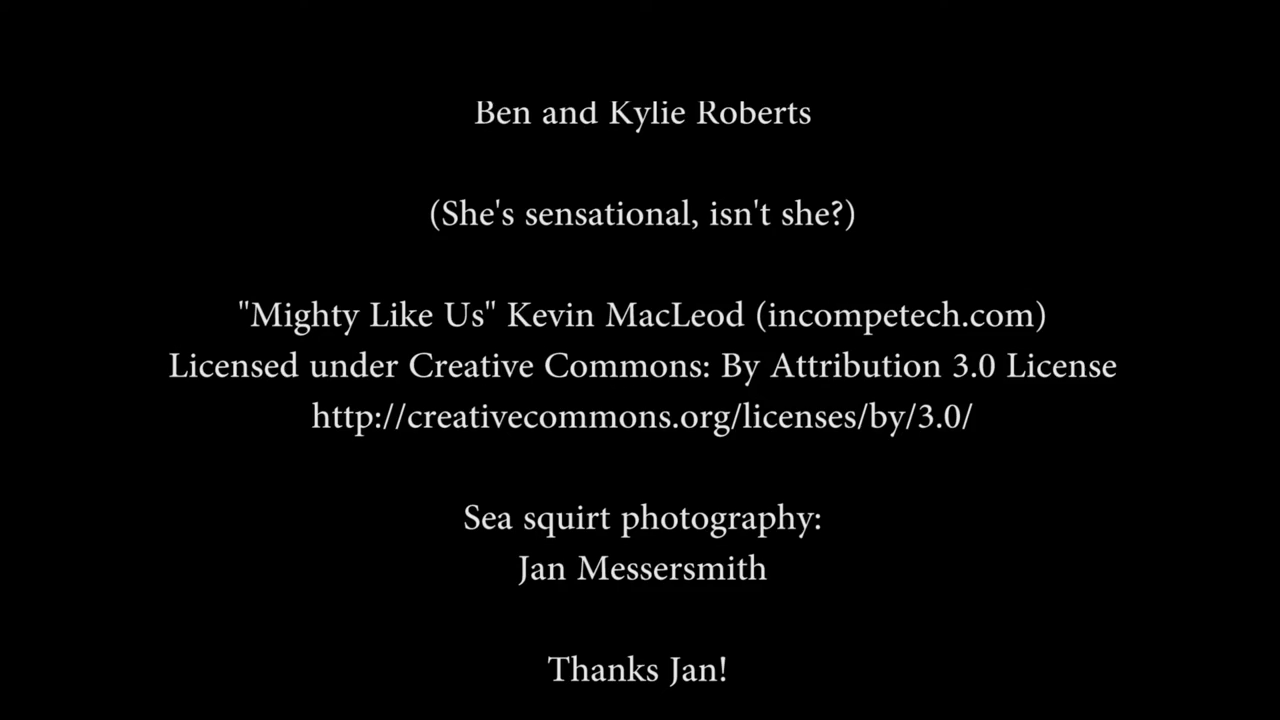 Ben and Kylie Roberts
(She's sensational, isn't she?)
"Mighty Like Us" Kevin MacLeod (incompetech.com)
Licensed under Creative Commons: By Attribution 3.0 License
http://creativecommons.org/licenses/by/3.0/
Sea squirt photography:
Jan Messersmith
Thanks Jan!